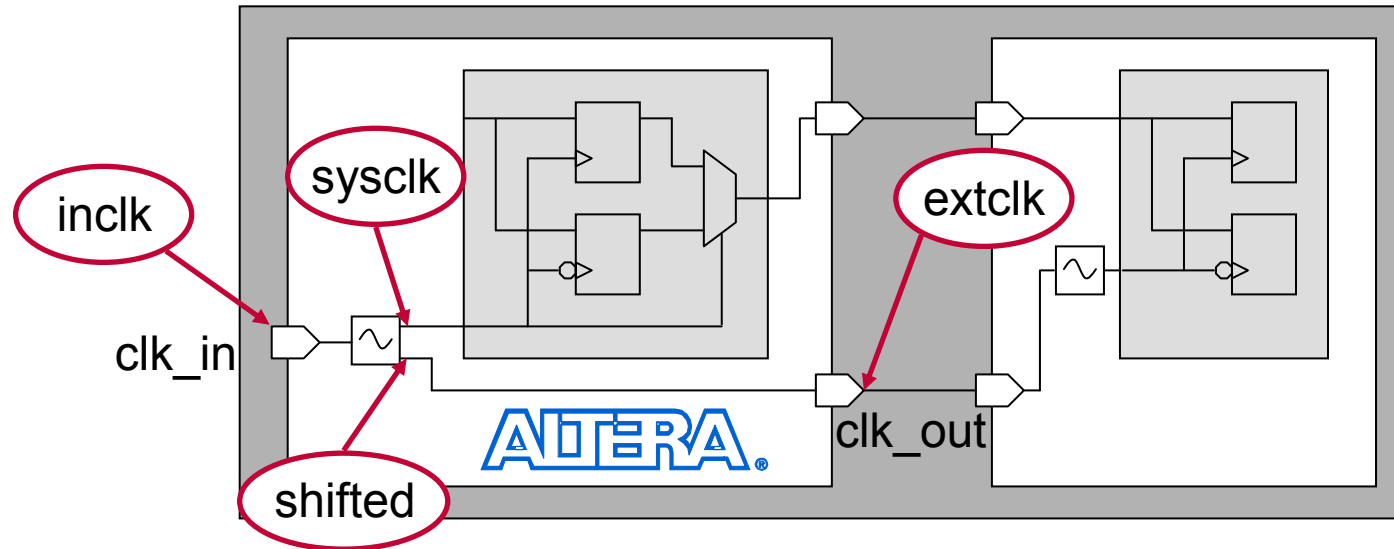 sysclk
inclk
extclk
clk_in
ALTERA®
clk_out
shifted